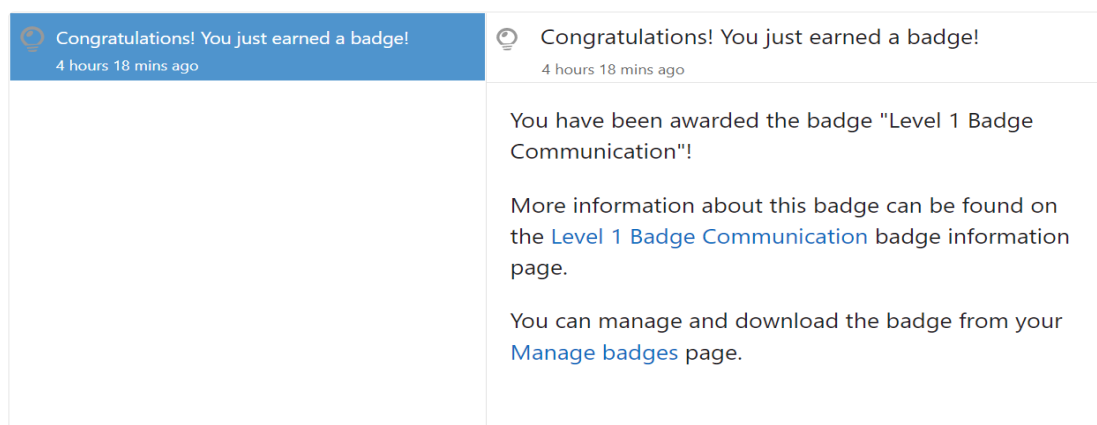 Congratulations! You just earned a badge!
4 hours 18 mins ago
Congratulations! You just earned a badge!
4 hours 18 mins ago
You have been awarded the badge "Level 1 Badge
Communication"!
More information about this badge can be found on
the Level 1 Badge Communication badge information
page.
You can manage and download the badge from your
Manage badges page.